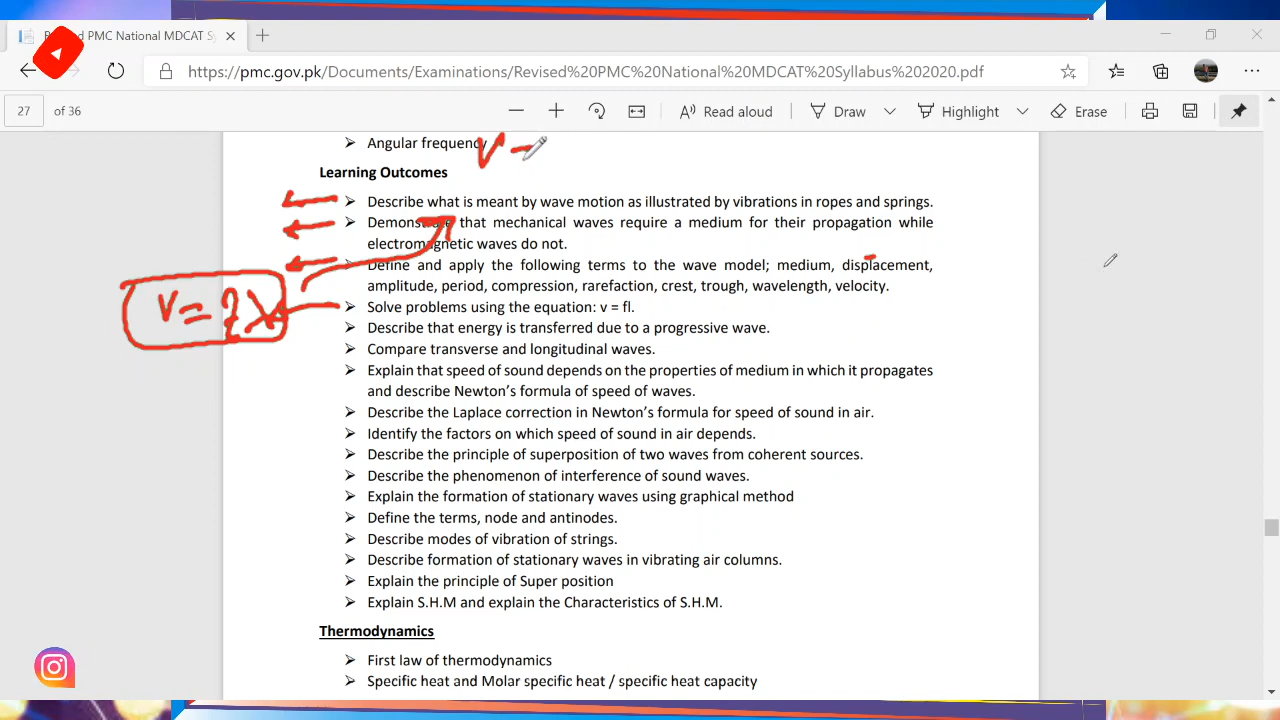 Revised PMC National MDCAT Sy
https://pmc.gov.pk/Documents/Examinations/Revised%20PMC%20National%20MDCAT%20Syllabus%202020.pdf
27 of 36 Read aloud Draw Highlight Erase
➢ Angular frequency
V
Learning Outcomes
➢ Describe what is meant by wave motion as illustrated by vibrations in ropes and springs.
➢ Demonstrate that mechanical waves require a medium for their propagation while
electromagnetic waves do not.
➢ Define and apply the following terms to the wave model; medium, displacement,
amplitude, period, compression, rarefaction, crest, trough, wavelength, velocity.
➢ Solve problems using the equation: v = fl.
v =
➢ Describe that energy is transferred due to a progressive wave.
➢ Compare transverse and longitudinal waves.
➢ Explain that speed of sound depends on the properties of medium in which it propagates
and describe Newton's formula of speed of waves.
➢ Describe the Laplace correction in Newton's formula for speed of sound in air.
➢ Identify the factors on which speed of sound in air depends.
➢ Describe the principle of superposition of two waves from coherent sources.
➢ Describe the phenomenon of interference of sound waves.
➢ Explain the formation of stationary waves using graphical method
➢ Define the terms, node and antinodes.
➢ Describe modes of vibration of strings.
➢ Describe formation of stationary waves in vibrating air columns.
➢ Explain the principle of Super position
➢ Explain S.H.M and explain the Characteristics of S.H.M.
Thermodynamics
➢ First law of thermodynamics
➢ Specific heat and Molar specific heat / specific heat capacity